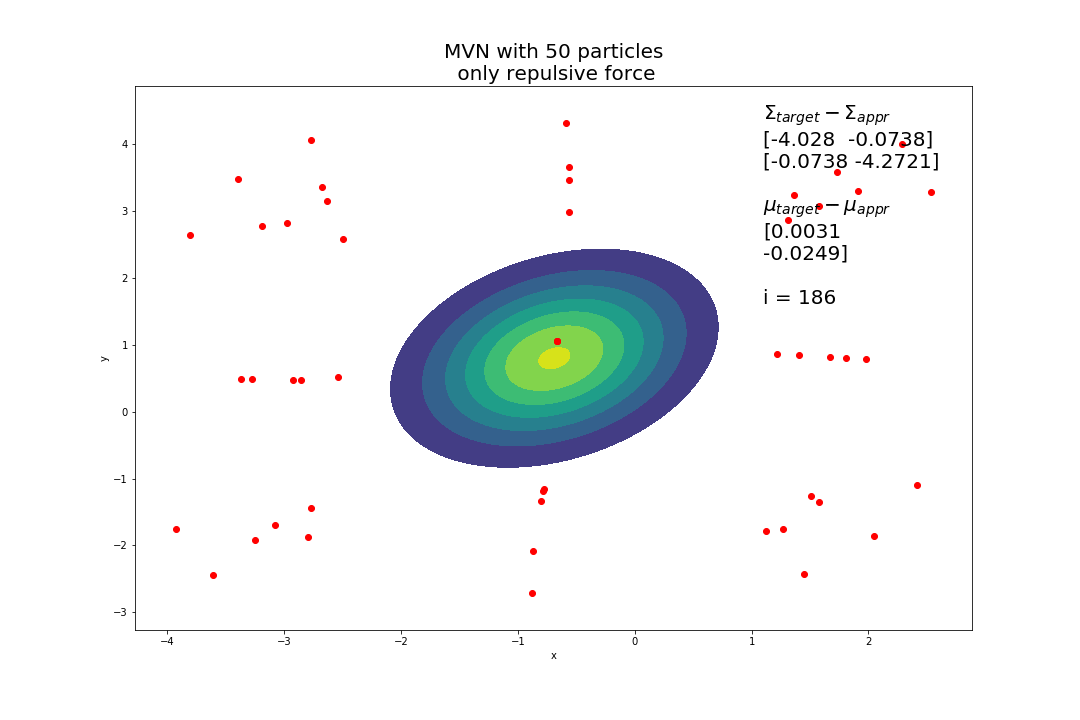 MVN with 50 particles
only repulsive force
Σtarget − Σappr
[-4.028 -0.0738]
[-0.0738 -4.2721]
μtarget − μappr
[0.0031
-0.0249]
i = 186
y
4
3
2
1
0
−1
−2
−3
−4 −3 −2 −1 0 1 2
x